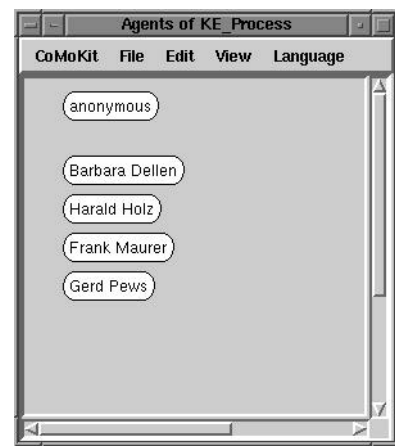 Agents of KE_Process
CoMoKit File Edit View Language
anonymous
Barbara Dellen
Harald Holz
Frank Maurer
Gerd Pews